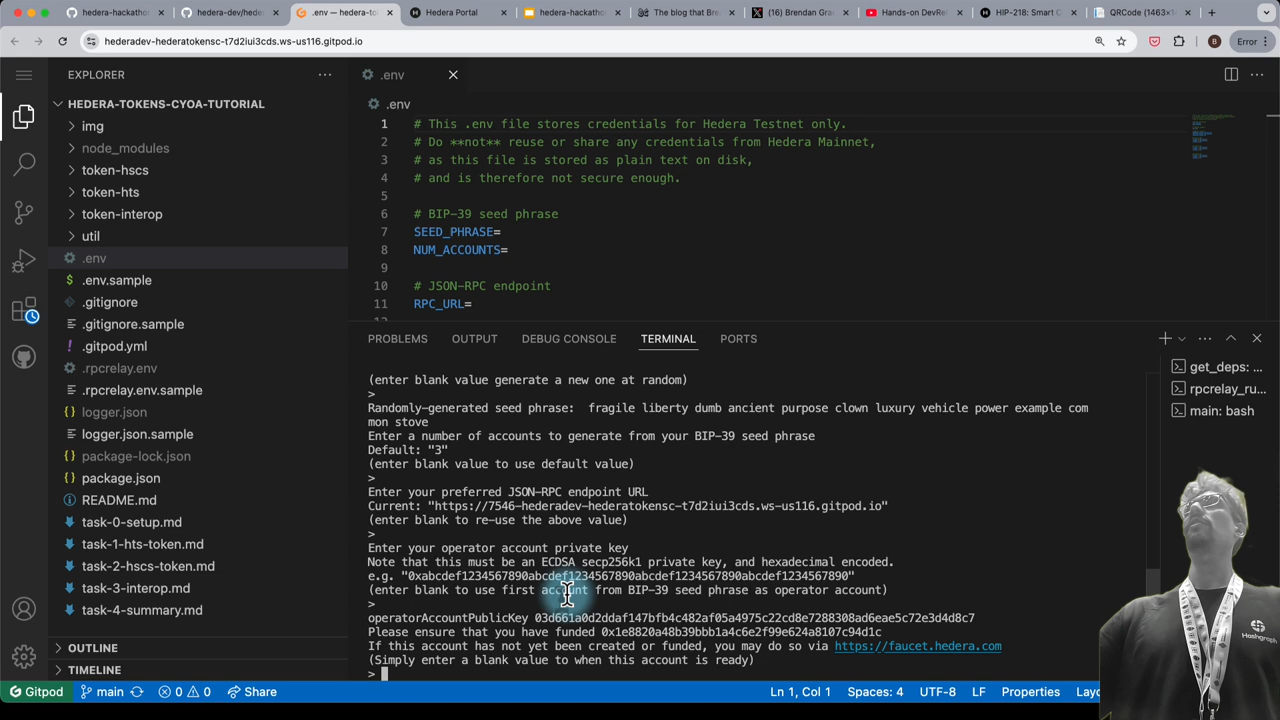 hedera-hackathon
hedera-dev/hedera
.env — hedera-to
Hedera Portal
hedera-hackathon
The blog that Bre
(16) Brendan Gra
Hands-on DevRel
HIP-218: Smart C
QRCode (1463×1
hederadev-hederatokensc-t7d2iui3cds.ws-us116.gitpod.io
B
Error
EXPLORER
HEDERA-TOKENS-CYOA-TUTORIAL
img
node_modules
token-hscs
token-hts
token-interop
util
.env
.env.sample
.gitignore
.gitignore.sample
.gitpod.yml
.rpcrelay.env
.rpcrelay.env.sample
logger.json
logger.json.sample
package-lock.json
package.json
README.md
task-0-setup.md
task-1-hts-token.md
task-2-hscs-token.md
task-3-interop.md
task-4-summary.md
OUTLINE
TIMELINE
.env
.env
1 # This .env file stores credentials for Hedera Testnet only.
2 # Do **not** reuse or share any credentials from Hedera Mainnet,
3 # as this file is stored as plain text on disk,
4 # and is therefore not secure enough.
5
6 # BIP-39 seed phrase
7 SEED_PHRASE=
8 NUM_ACCOUNTS=
9
10 # JSON-RPC endpoint
11 RPC_URL=
PROBLEMS OUTPUT DEBUG CONSOLE TERMINAL PORTS
(enter blank value generate a new one at random)
>
Randomly-generated seed phrase:  fragile liberty dumb ancient purpose clown luxury vehicle power example com
mon stove
Enter a number of accounts to generate from your BIP-39 seed phrase
Default: "3"
(enter blank value to use default value)
>
Enter your preferred JSON-RPC endpoint URL
Current: "https://7546-hederadev-hederatokensc-t7d2iui3cds.ws-us116.gitpod.io"
(enter blank to re-use the above value)
>
Enter your operator account private key
Note that this must be an ECDSA secp256k1 private key, and hexadecimal encoded.
e.g. "0xabcdef1234567890abcdef1234567890abcdef1234567890abcdef1234567890"
(enter blank to use first account from BIP-39 seed phrase as operator account)
>
operatorAccountPublicKey 03d661a0d2ddaf147bfb4c482af05a4975c22cd8e7288308ad6eae5c72e3d4d8c7
Please ensure that you have funded 0x1e8820a48b39bbb1a4c6e2f99e624a8107c94d1c
If this account has not yet been created or funded, you may do so via https://faucet.hedera.com
(Simply enter a blank value to when this account is ready)
>
get_deps: ...
rpcrelay_ru...
main: bash
Hashgraph
Gitpod
main
0 0
Share
Ln 1, Col 1
Spaces: 4
UTF-8
LF
Properties